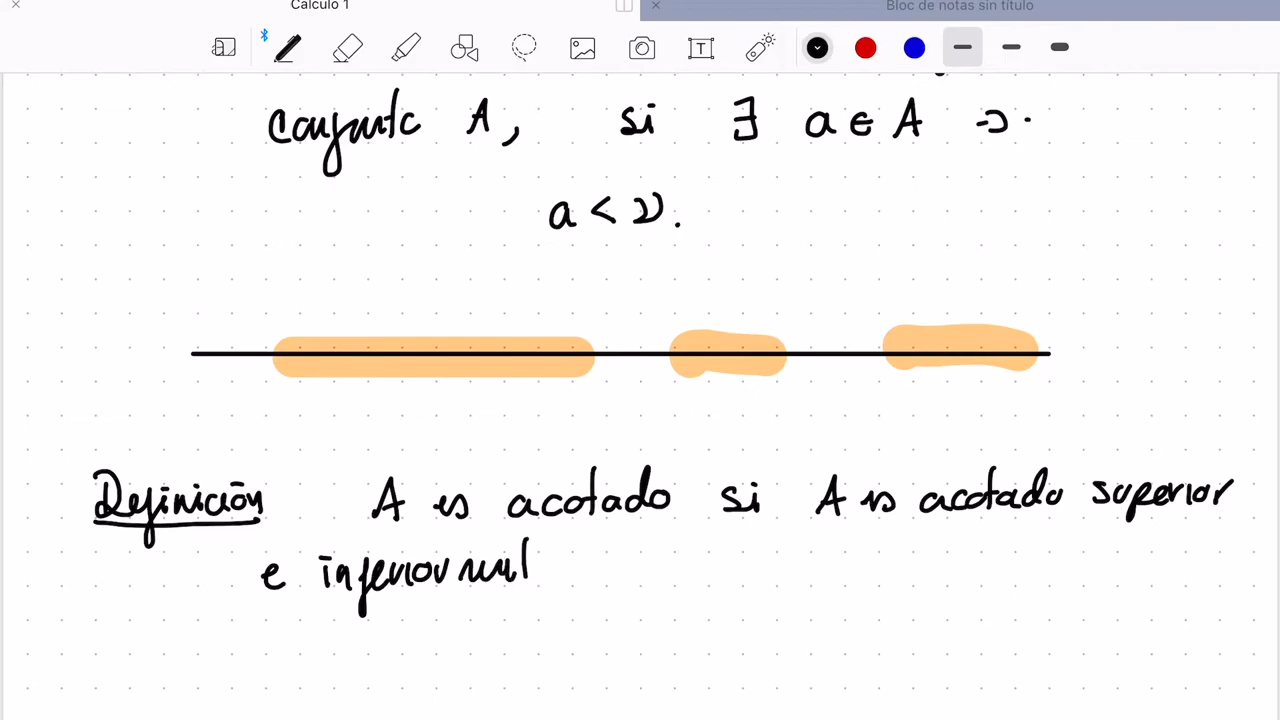 Calculo 1
Bloc de notas sin título
conjunto A, si ∃ a ∈ A ⇒·
a < ν.
Definición A es acotado si A es acotado superior
e inferiormente